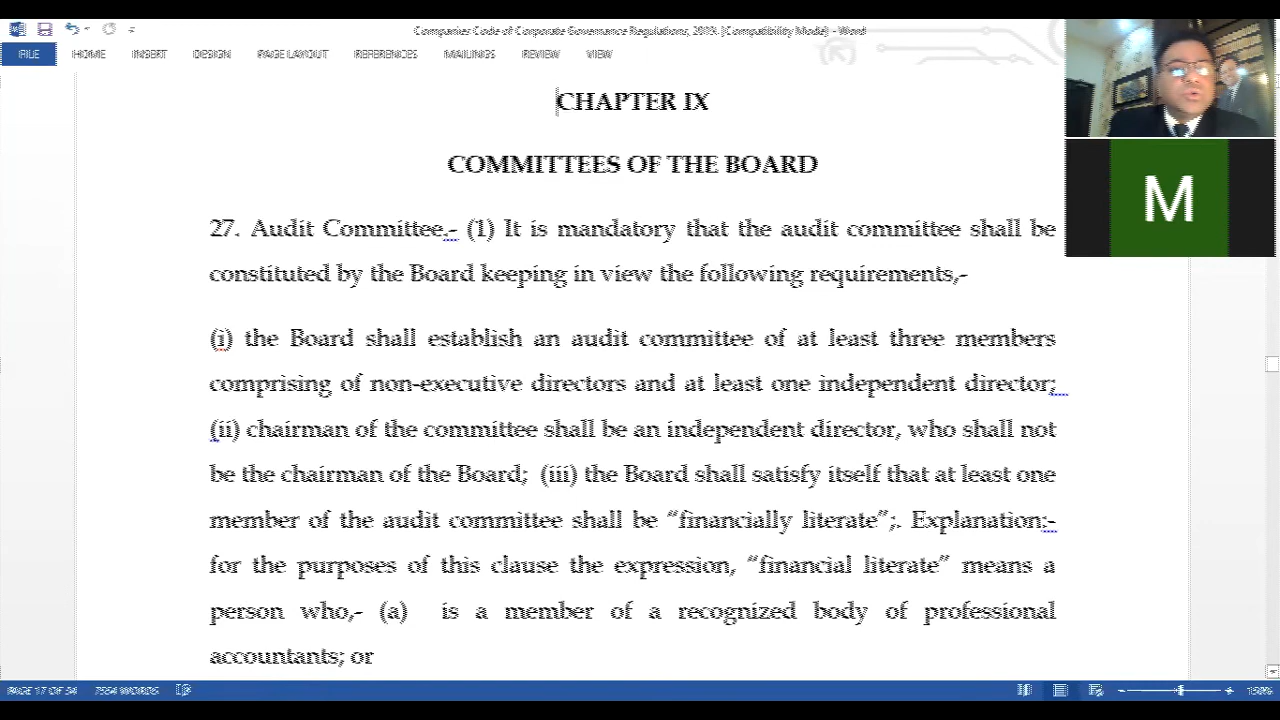 Companies Code of Corporate Governance Regulations, 2019. [Compatibility Mode] - Word
FILE HOME INSERT DESIGN PAGE LAYOUT REFERENCES MAILINGS REVIEW VIEW
CHAPTER IX
COMMITTEES OF THE BOARD
M
27. Audit Committee.- (1) It is mandatory that the audit committee shall be
constituted by the Board keeping in view the following requirements,-
(i) the Board shall establish an audit committee of at least three members
comprising of non-executive directors and at least one independent director;
(ii) chairman of the committee shall be an independent director, who shall not
be the chairman of the Board; (iii) the Board shall satisfy itself that at least one
member of the audit committee shall be “financially literate”;. Explanation:-
for the purposes of this clause the expression, “financial literate” means a
person who,- (a) is a member of a recognized body of professional
accountants; or
PAGE 17 OF 34 7554 WORDS 150%